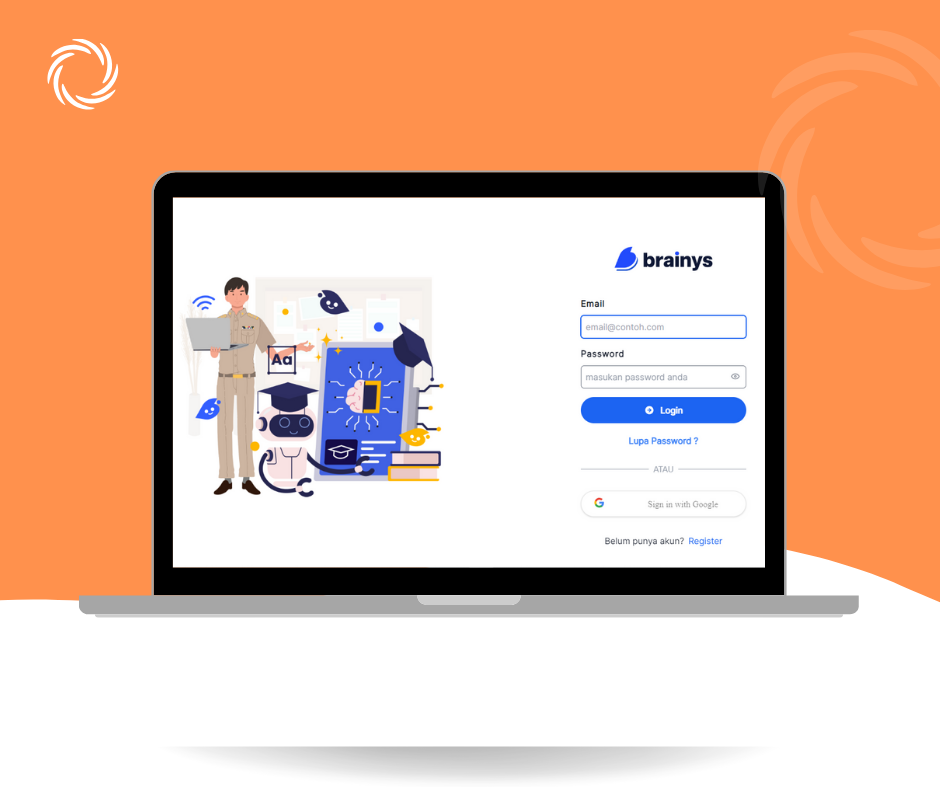 brainys
Email
email@contoh.com
Password
masukan password anda
Login
Lupa Password ?
ATAU
Sign in with Google
Belum punya akun? Register
Aa